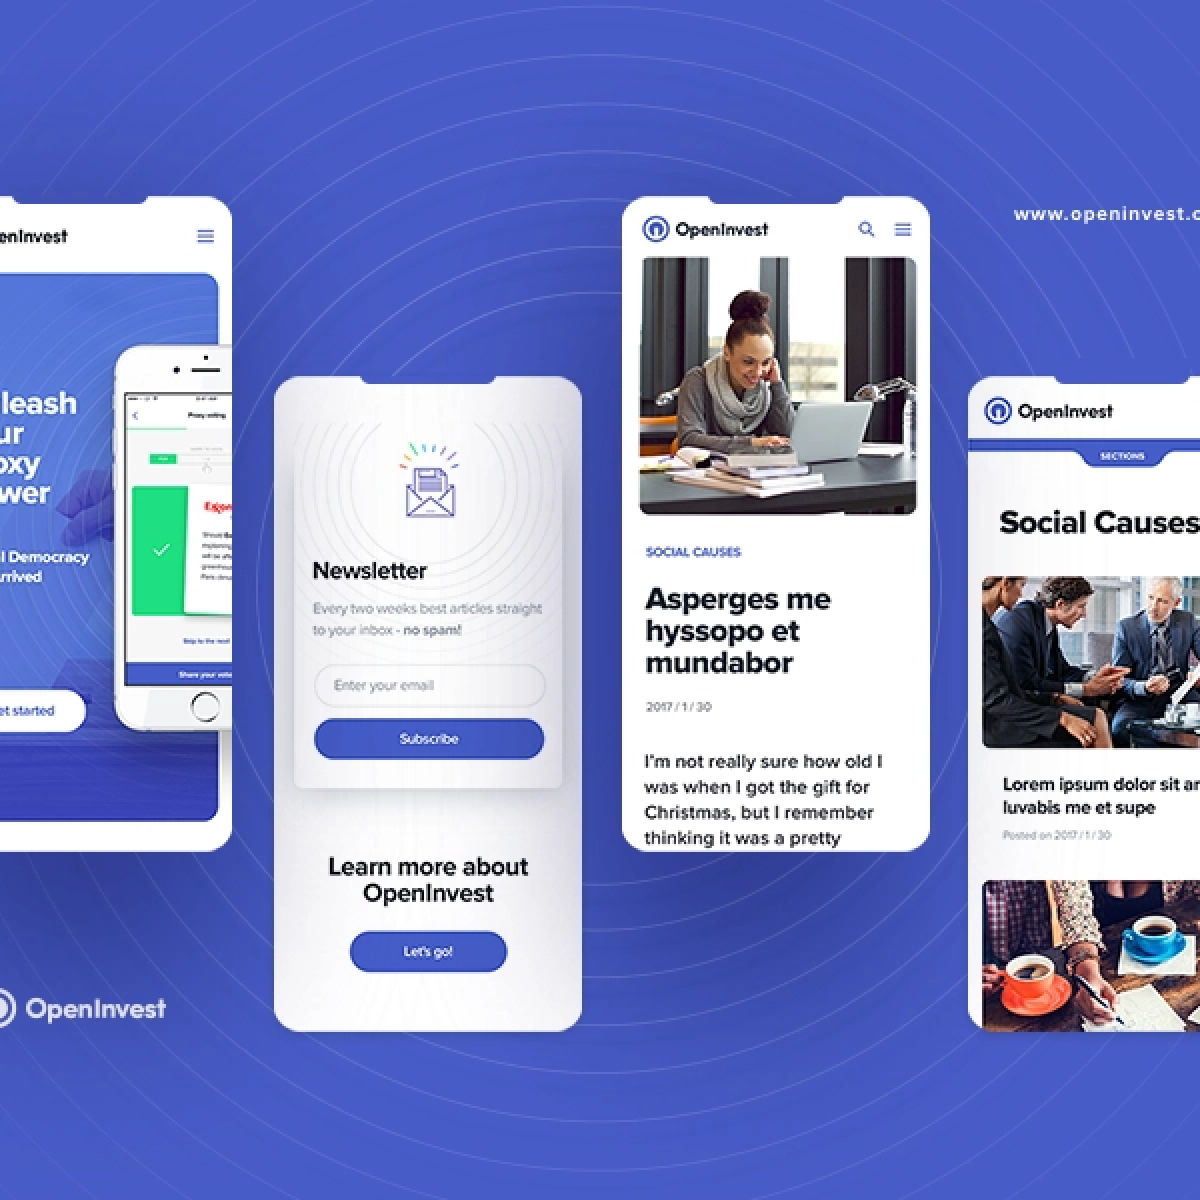 enInvest
leash
ur
oxy
wer
l Democracy
rrived
et started
Proxy voting
Skip to the next
Share your vote
OpenInvest
Newsletter
Every two weeks best articles straight
to your inbox - no spam!
Enter your email
Subscribe
Learn more about
OpenInvest
Let's go!
OpenInvest
SOCIAL CAUSES
Asperges me
hyssopo et
mundabor
2017 / 1 / 30
I'm not really sure how old I
was when I got the gift for
Christmas, but I remember
thinking it was a pretty
www.openinvest.c
OpenInvest
SECTIONS
Social Causes
Lorem ipsum dolor sit a
luvabis me et supe
Posted on 2017 / 1 / 30